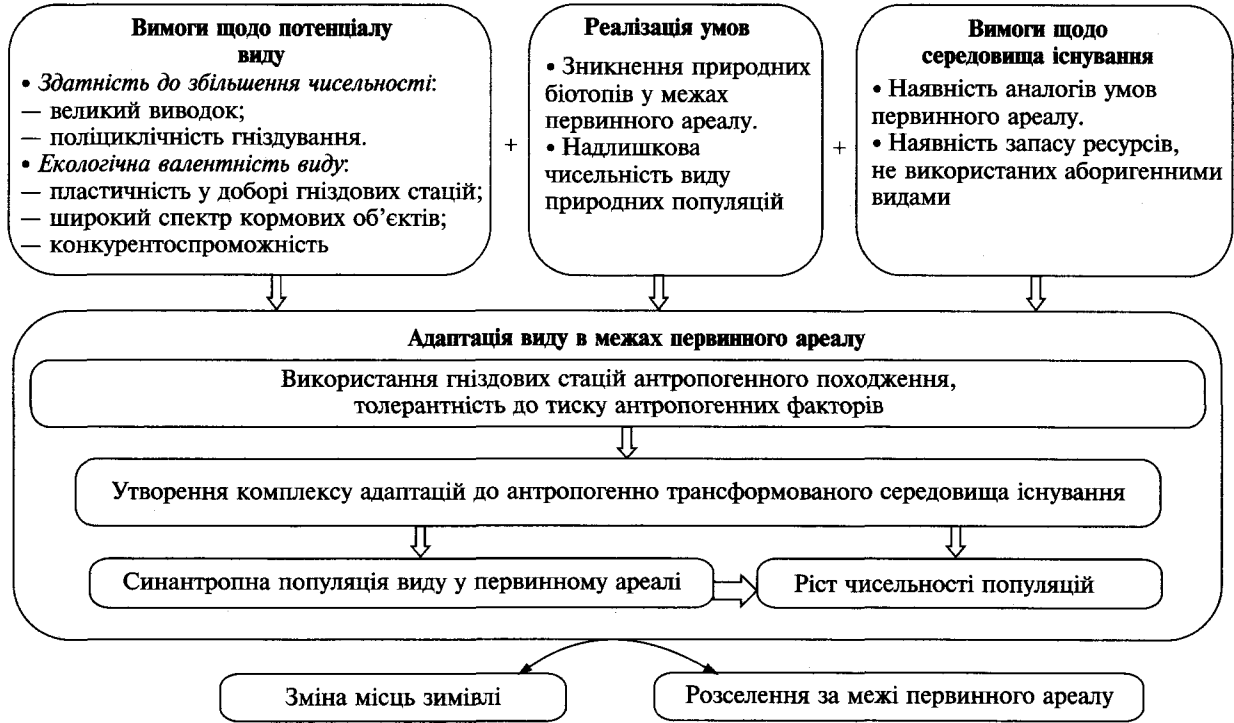 Вимоги щодо потенціалу
виду
• Здатність до збільшення чисельності:
— великий виводок;
— поліциклічність гніздування.
• Екологічна валентність виду:
— пластичність у доборі гніздових стацій;
— широкий спектр кормових об’єктів;
— конкурентоспроможність
+
Реалізація умов
• Зникнення природних
біотопів у межах
первинного ареалу.
• Надлишкова
чисельність виду
природних популяцій
+
Вимоги щодо
середовища існування
• Наявність аналогів умов
первинного ареалу.
• Наявність запасу ресурсів,
не використаних аборигенними
видами
Адаптація виду в межах первинного ареалу
Використання гніздових стацій антропогенного походження,
толерантність до тиску антропогенних факторів
Утворення комплексу адаптацій до антропогенно трансформованого середовища існування
Синантропна популяція виду у первинному ареалі
Ріст чисельності популяцій
Зміна місць зимівлі
Розселення за межі первинного ареалу